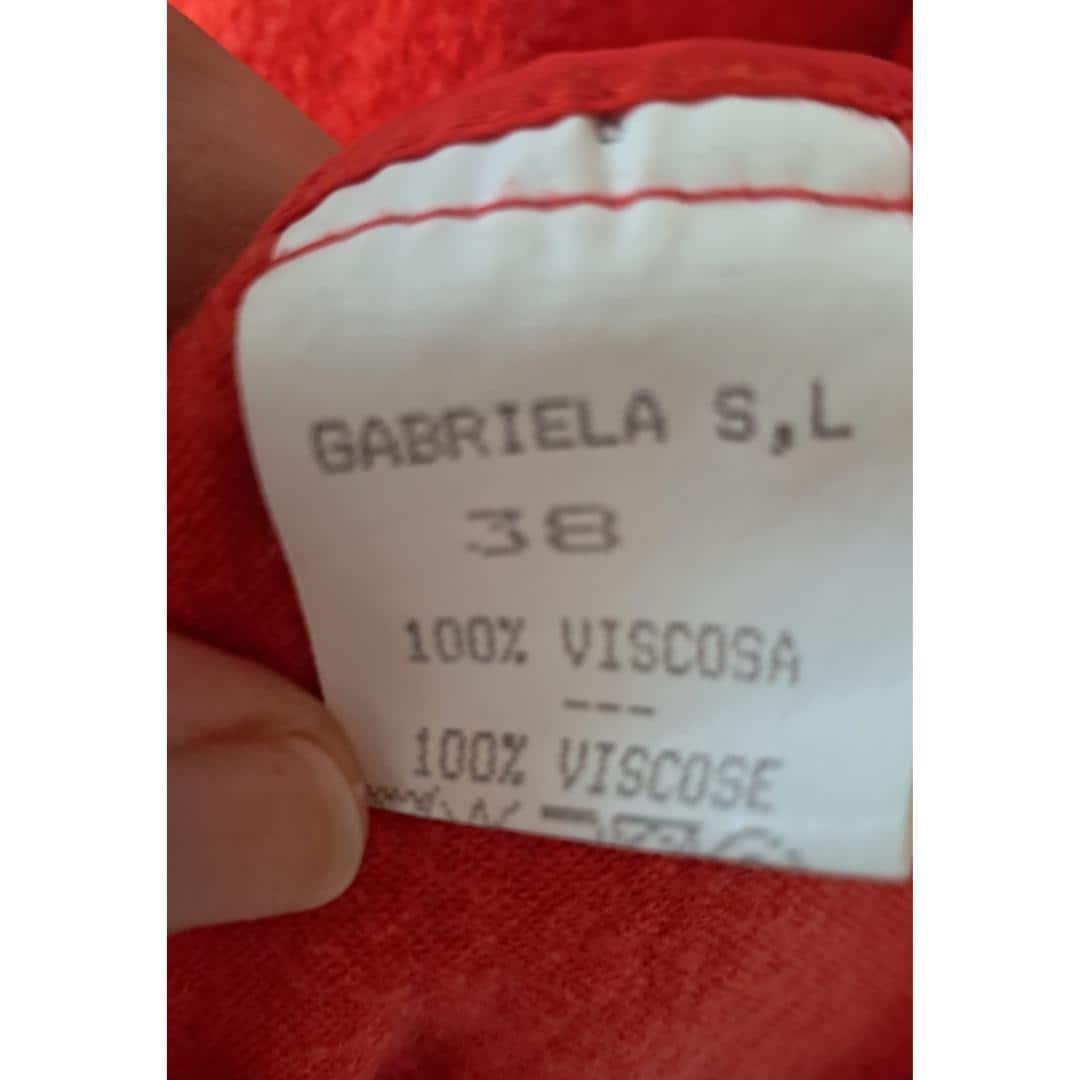 GABRIELA S,L
38
100% VISCOSA
---
100% VISCOSE